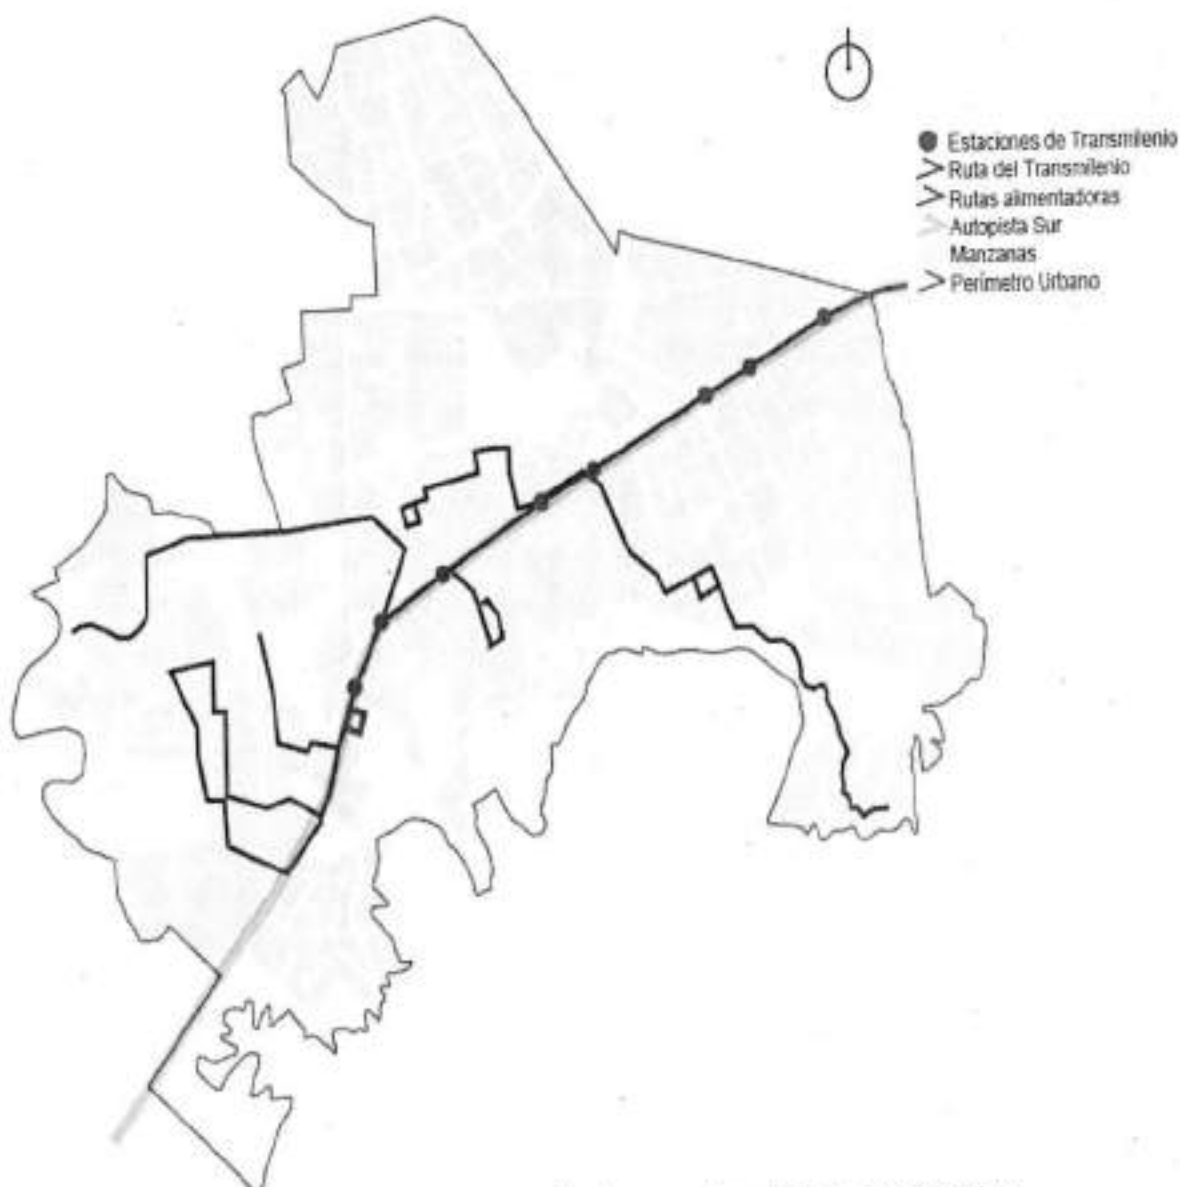 Estaciones de Transmilenio
Ruta del Transmilenio
Rutas alimentadoras
Autopista Sur
Manzanas
Perímetro Urbano